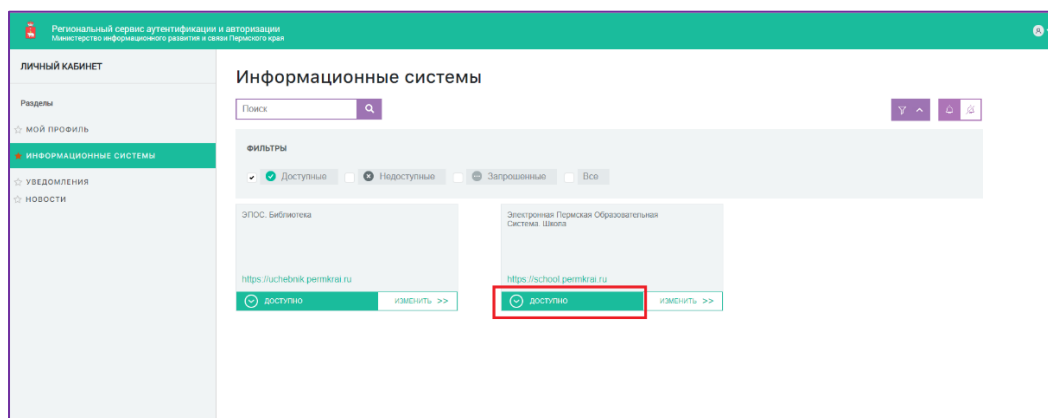 Региональный сервис аутентификации и авторизации
Министерство информационного развития и связи Пермского края
ЛИЧНЫЙ КАБИНЕТ
Разделы
МОЙ ПРОФИЛЬ
ИНФОРМАЦИОННЫЕ СИСТЕМЫ
УВЕДОМЛЕНИЯ
НОВОСТИ
Информационные системы
Поиск
ФИЛЬТРЫ
Доступные Недоступные Запрошенные Все
ЭПОС. Библиотека
https://uchebnik.permkrai.ru
ДОСТУПНО ИЗМЕНИТЬ >>
Электронная Пермская Образовательная
Система. Школа
https://school.permkrai.ru
ДОСТУПНО ИЗМЕНИТЬ >>